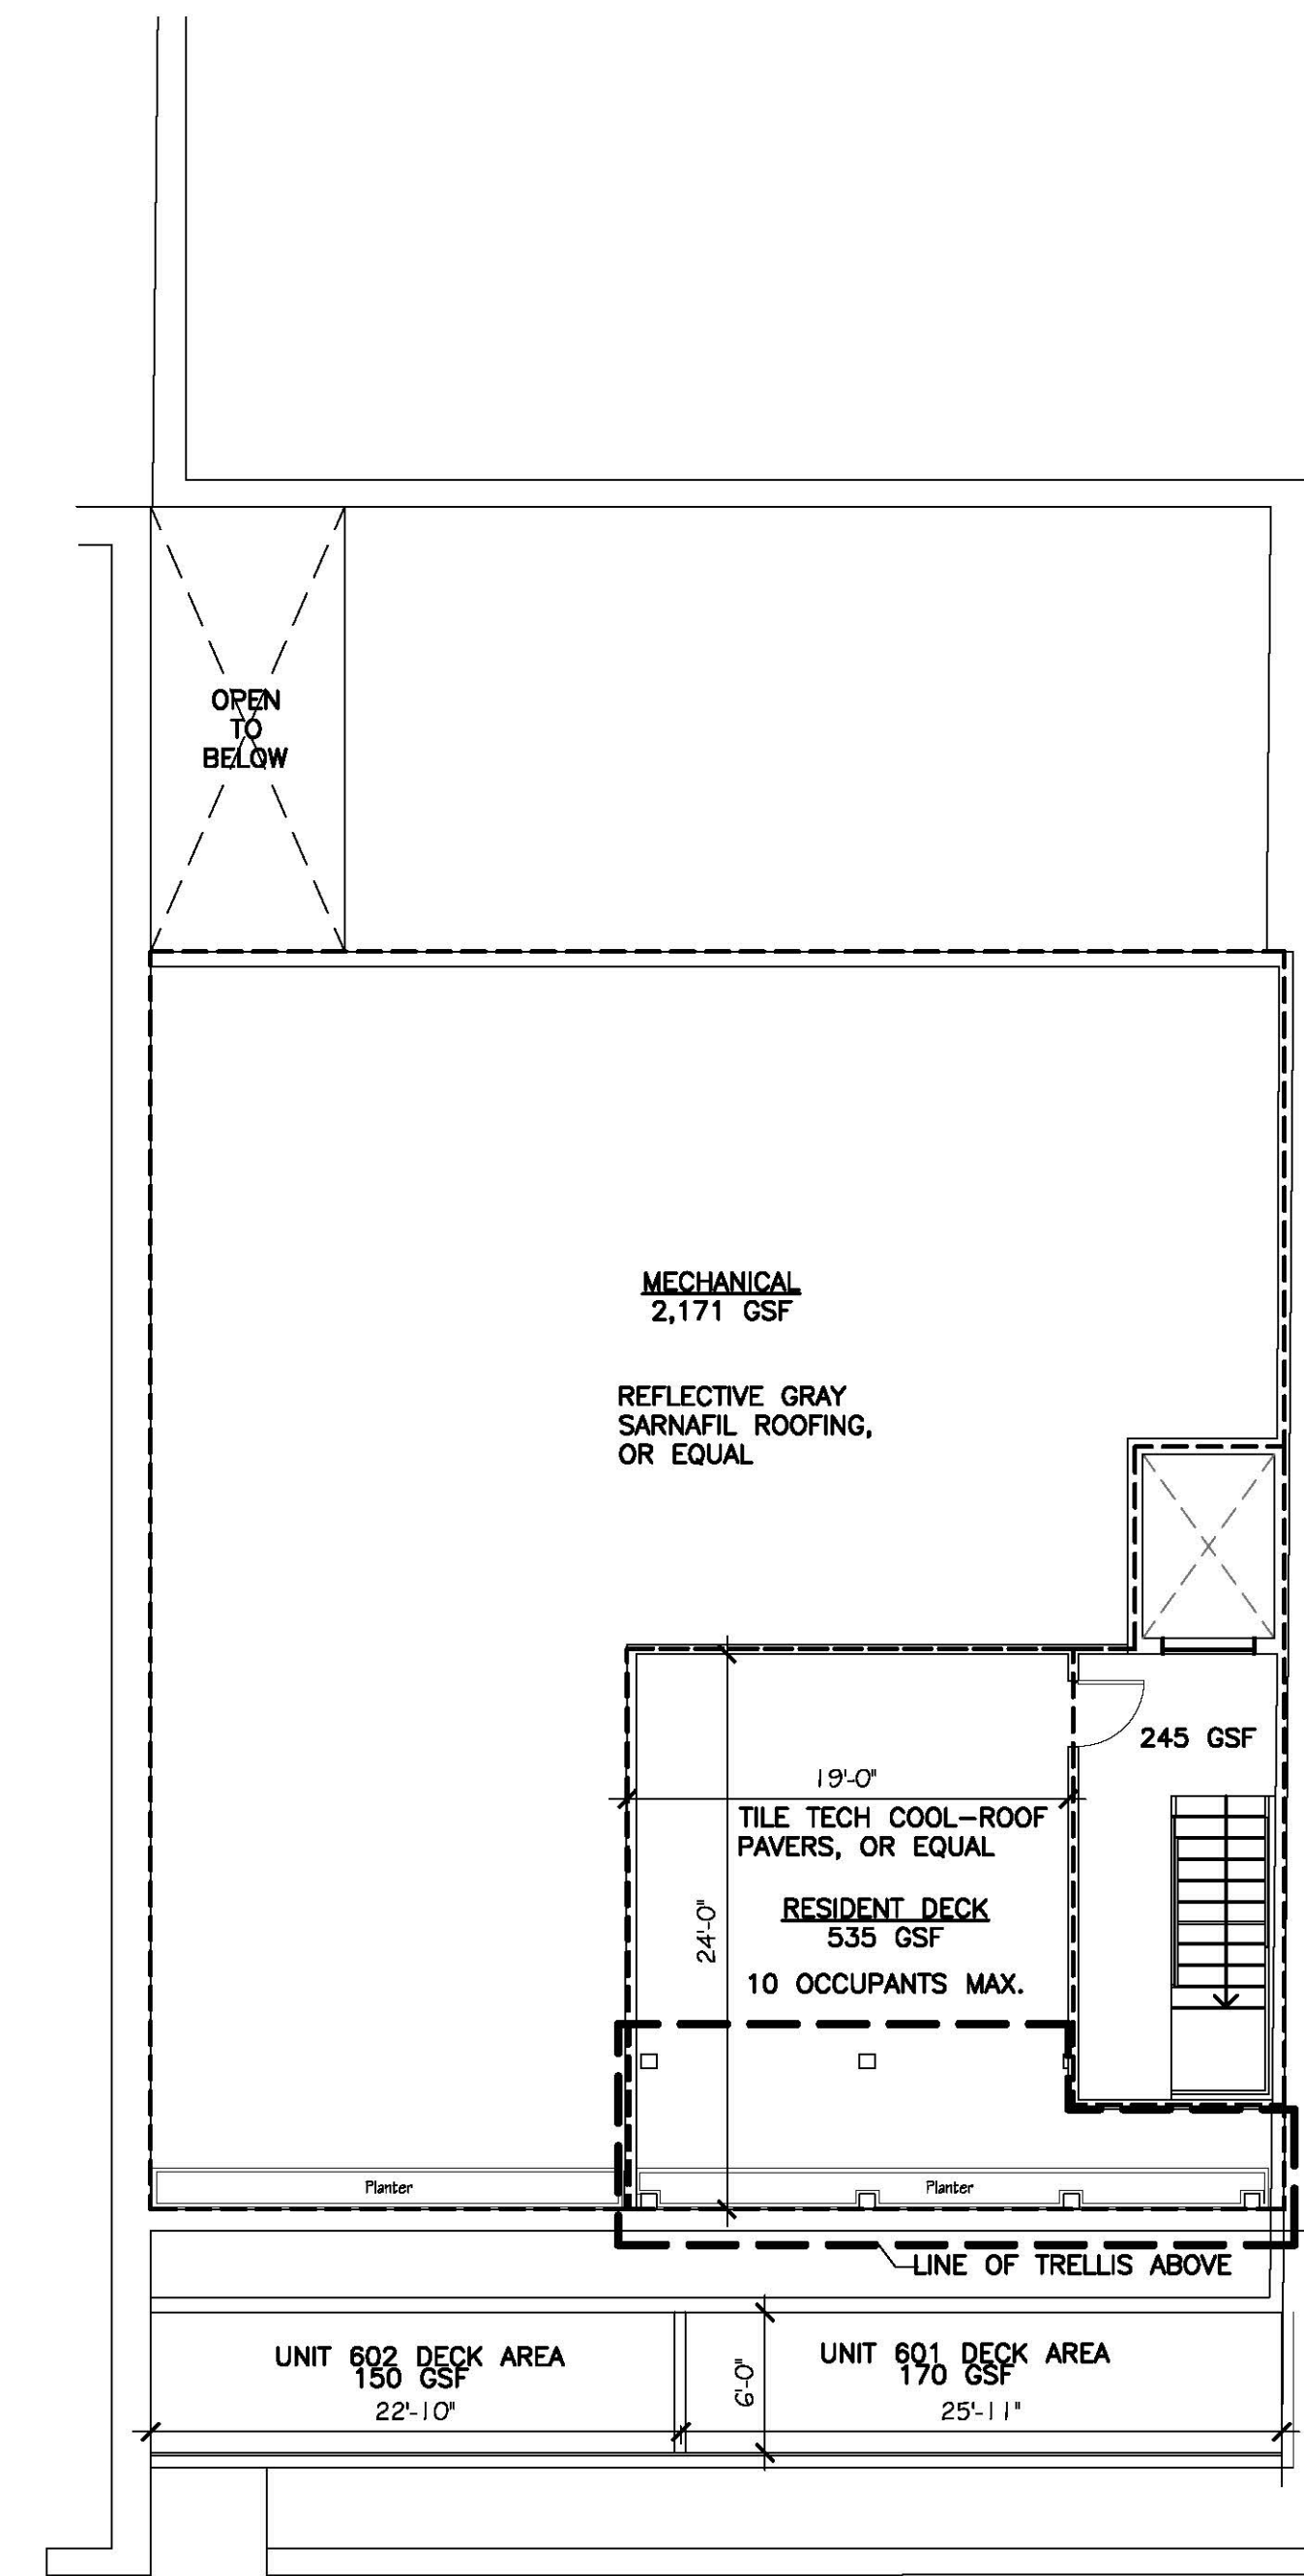 OPEN
TO
BELOW
MECHANICAL
2,171 GSF
REFLECTIVE GRAY
SARNAFIL ROOFING,
OR EQUAL
245 GSF
19'-0"
TILE TECH COOL-ROOF
PAVERS, OR EQUAL
24'-0"
RESIDENT DECK
535 GSF
10 OCCUPANTS MAX.
Planter
Planter
LINE OF TRELLIS ABOVE
UNIT 602 DECK AREA
150 GSF
22'-10"
6'-0"
UNIT 601 DECK AREA
170 GSF
25'-11"